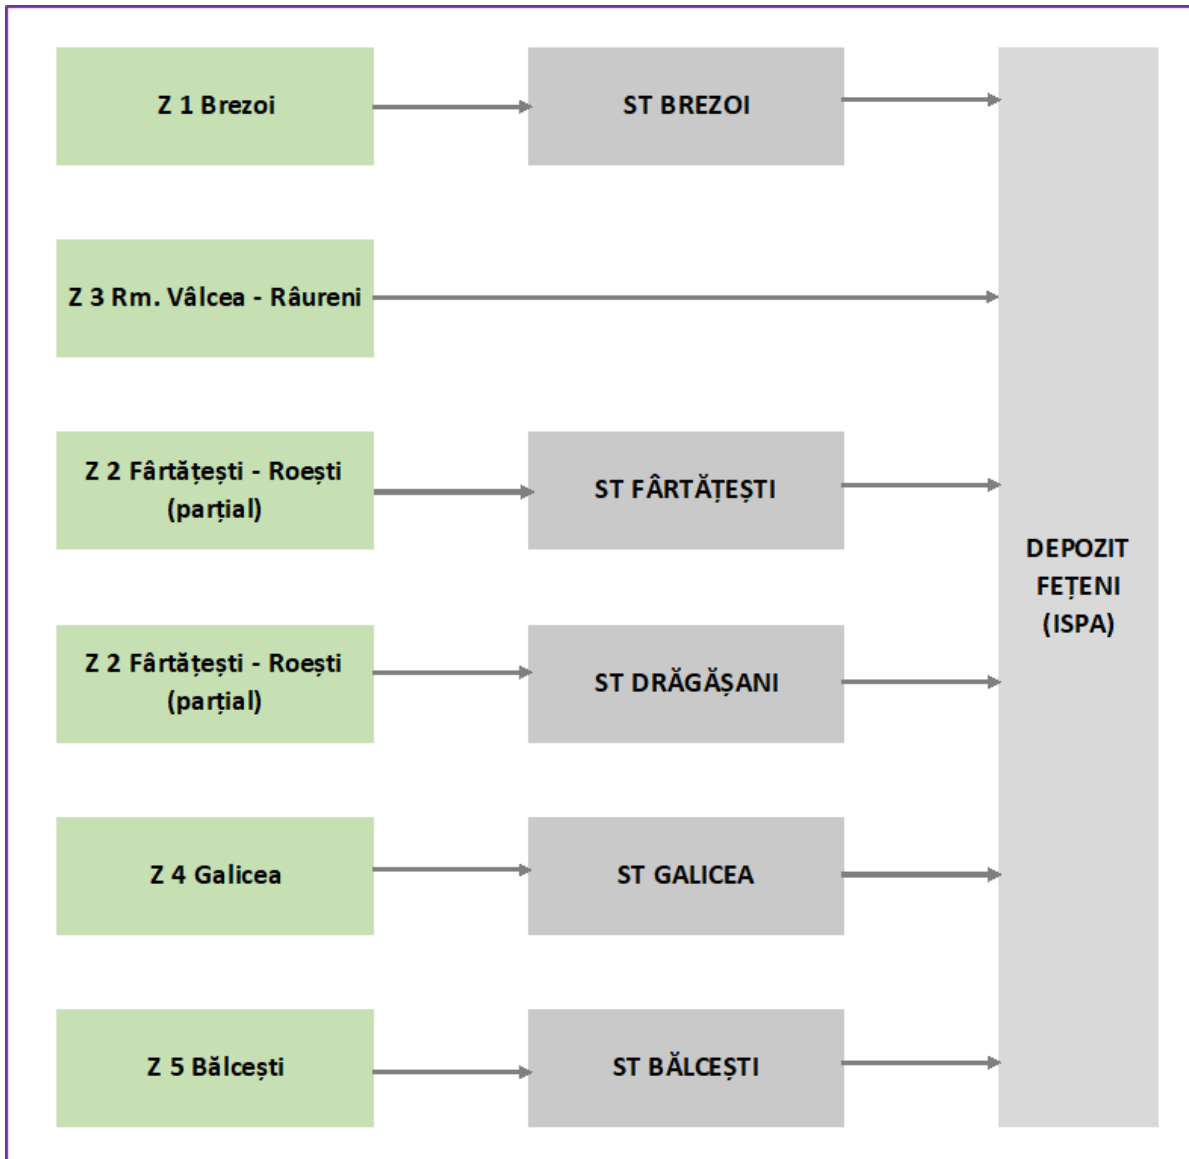 Z 1 Brezoi
ST BREZOI
Z 3 Rm. Vâlcea - Râureni
Z 2 Fârtățești - Roești
(parțial)
ST FÂRTĂȚEȘTI
Z 2 Fârtățești - Roești
(parțial)
ST DRĂGĂȘANI
Z 4 Galicea
ST GALICEA
Z 5 Bălcești
ST BĂLCEȘTI
DEPOZIT
FEȚENI
(ISPA)